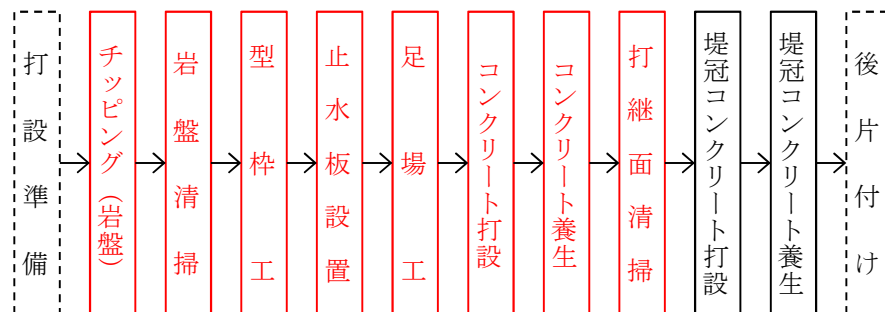 打設準備
チッピング(岩盤)
岩盤清掃
型枠工
止水板設置
足場工
コンクリート打設
コンクリート養生
打継面清掃
堤冠コンクリート打設
堤冠コンクリート養生
後片付け